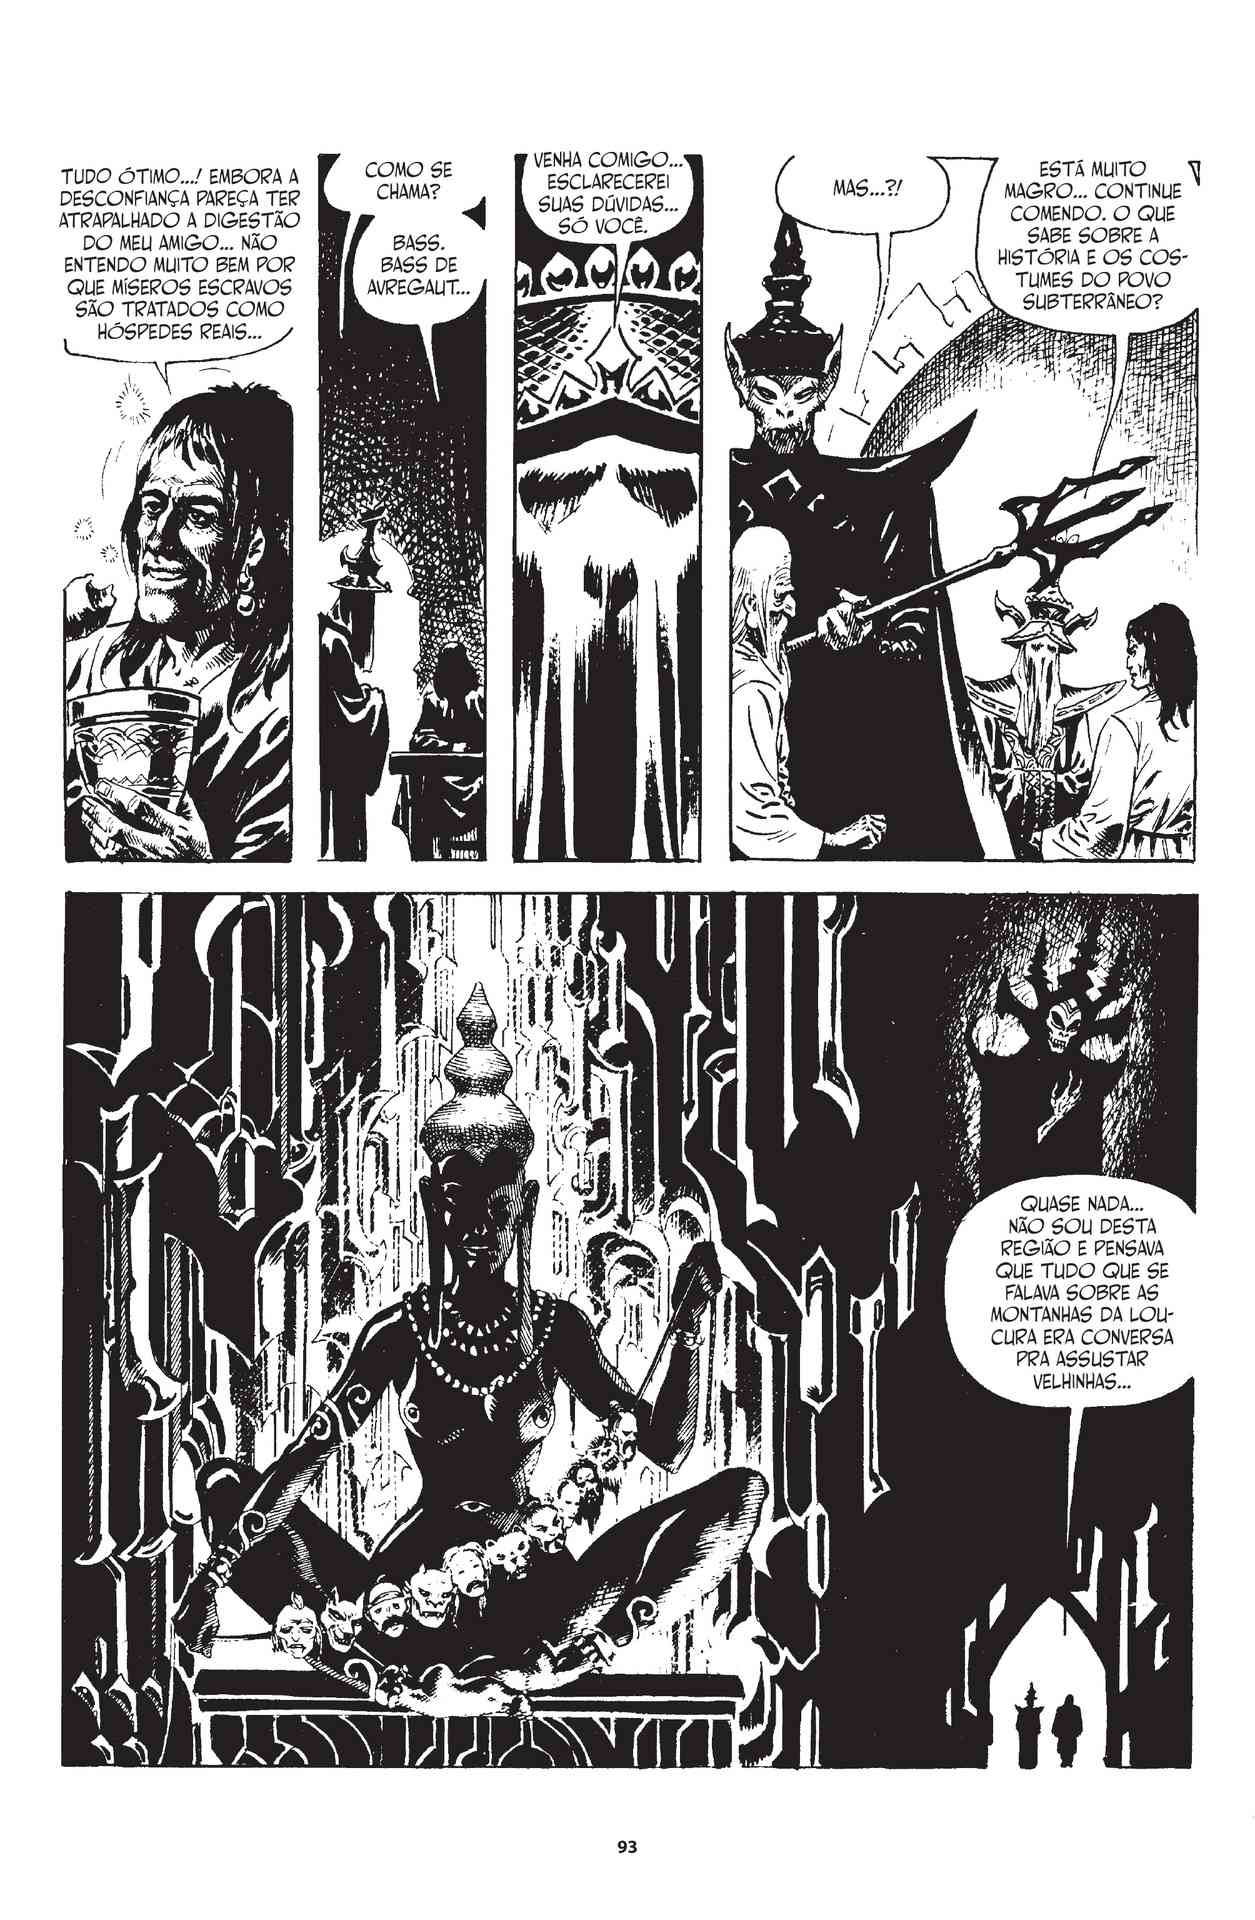 TUDO ÓTIMO...! EMBORA A
DESCONFIANÇA PAREÇA TER
ATRAPALHADO A DIGESTÃO
DO MEU AMIGO... NÃO
ENTENDO MUITO BEM POR
QUE MÍSEROS ESCRAVOS
SÃO TRATADOS COMO
HÓSPEDES REAIS...
COMO SE
CHAMA?
BASS.
BASS DE
AVREGAUT...
VENHA COMIGO...
ESCLARECEREI
SUAS DÚVIDAS...
SÓ VOCÊ.
MAS...?!
ESTÁ MUITO
MAGRO... CONTINUE
COMENDO. O QUE
SABE SOBRE A
HISTÓRIA E OS COS-
TUMES DO POVO
SUBTERRÂNEO?
QUASE NADA...
NÃO SOU DESTA
REGIÃO E PENSAVA
QUE TUDO QUE SE
FALAVA SOBRE AS
MONTANHAS DA LOU-
CURA ERA CONVERSA
PRA ASSUSTAR
VELHINHAS...
93